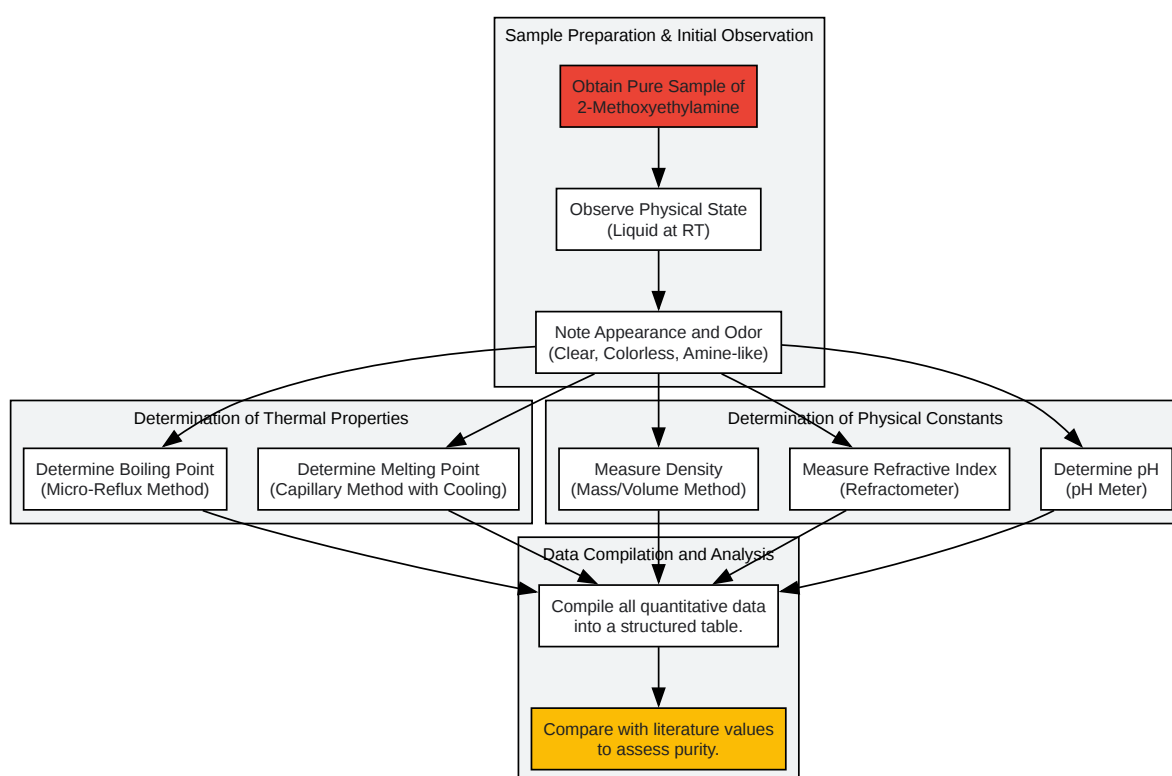 Sample Preparation & Initial Observation
Obtain Pure Sample of
2-Methoxyethylamine
Observe Physical State
(Liquid at RT)
Note Appearance and Odor
(Clear, Colorless, Amine-like)
Determination of Thermal Properties
Determine Boiling Point
(Micro-Reflux Method)
Determine Melting Point
(Capillary Method with Cooling)
Determination of Physical Constants
Measure Density
(Mass/Volume Method)
Measure Refractive Index
(Refractometer)
Determine pH
(pH Meter)
Data Compilation and Analysis
Compile all quantitative data
into a structured table.
Compare with literature values
to assess purity.